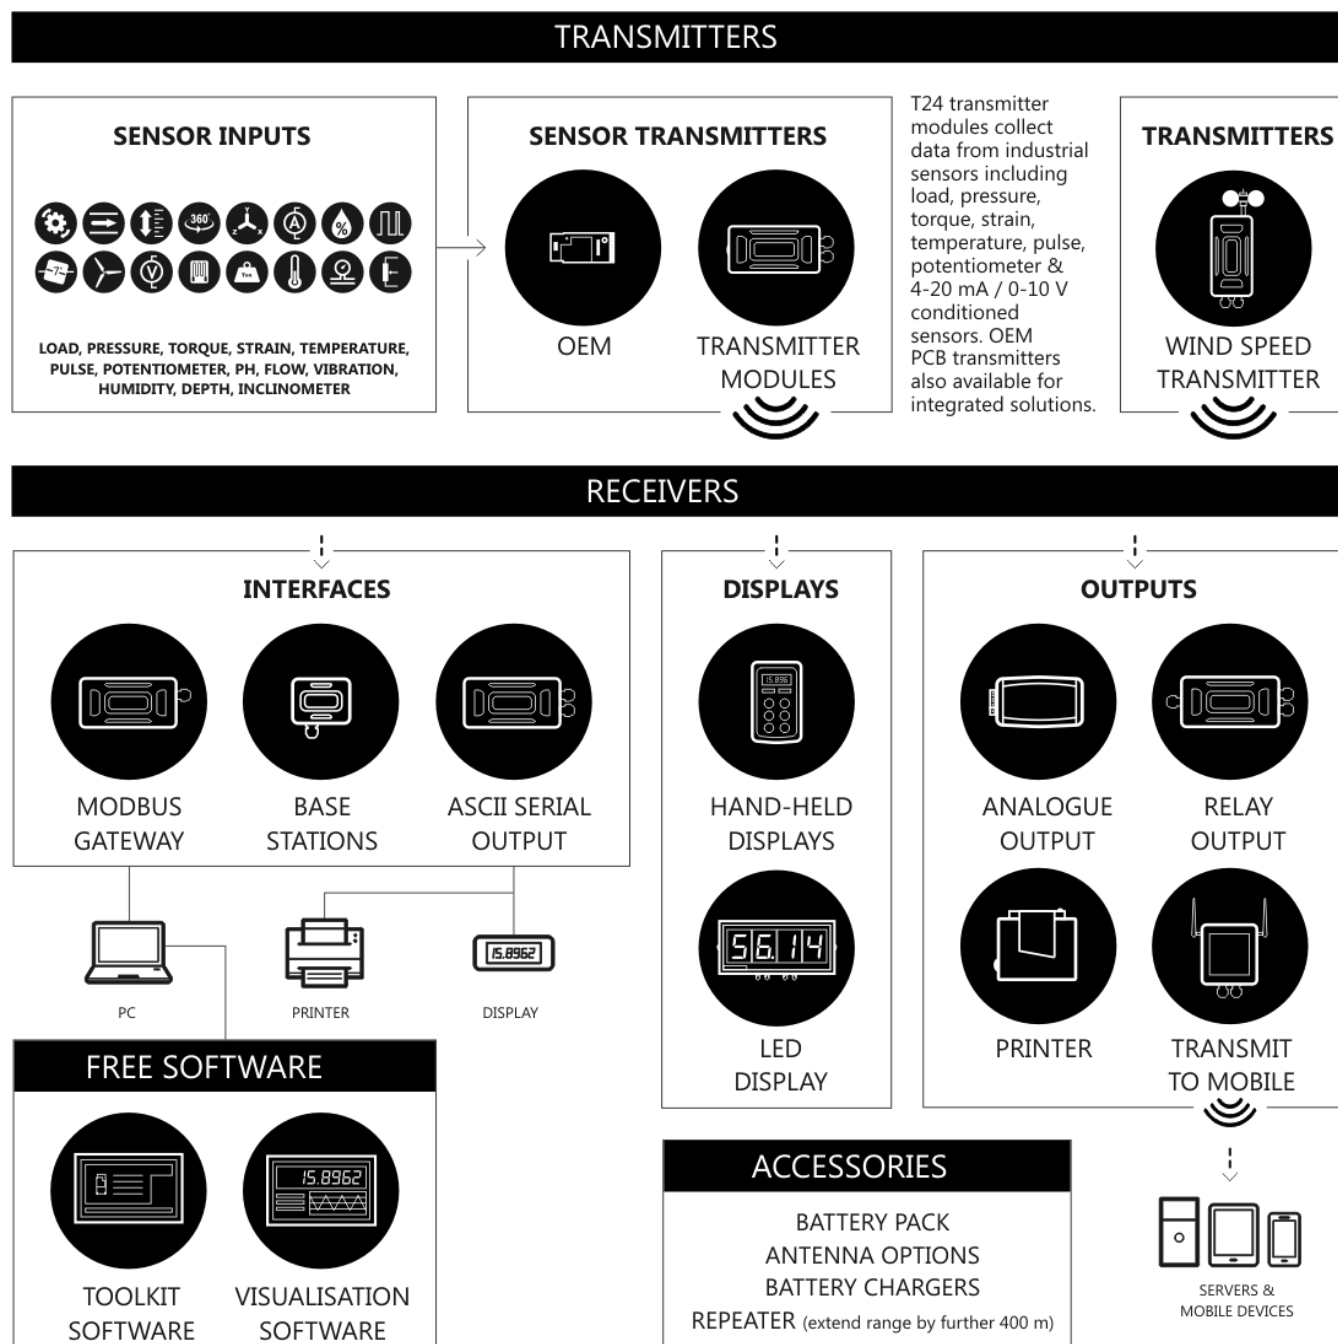 TRANSMITTERS
SENSOR INPUTS
360°
Y
Z
X
A
%
7°
V
Ton
LOAD, PRESSURE, TORQUE, STRAIN, TEMPERATURE,
PULSE, POTENTIOMETER, PH, FLOW, VIBRATION,
HUMIDITY, DEPTH, INCLINOMETER
SENSOR TRANSMITTERS
OEM
TRANSMITTER
MODULES
T24 transmitter
modules collect
data from industrial
sensors including
load, pressure,
torque, strain,
temperature, pulse,
potentiometer &
4-20 mA / 0-10 V
conditioned
sensors. OEM
PCB transmitters
also available for
integrated solutions.
TRANSMITTERS
WIND SPEED
TRANSMITTER
RECEIVERS
INTERFACES
MODBUS
GATEWAY
BASE
STATIONS
ASCII SERIAL
OUTPUT
PC
PRINTER
15.8962
DISPLAY
DISPLAYS
15.896
HAND-HELD
DISPLAYS
56.14
LED
DISPLAY
OUTPUTS
ANALOGUE
OUTPUT
RELAY
OUTPUT
PRINTER
TRANSMIT
TO MOBILE
SERVERS &
MOBILE DEVICES
FREE SOFTWARE
TOOLKIT
SOFTWARE
15.8962
VISUALISATION
SOFTWARE
ACCESSORIES
BATTERY PACK
ANTENNA OPTIONS
BATTERY CHARGERS
REPEATER (extend range by further 400 m)